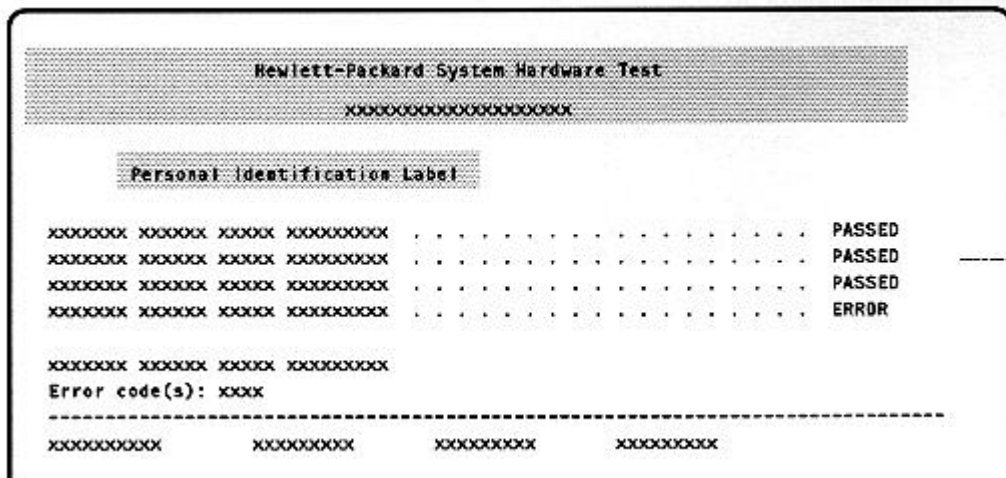 Hewlett-Packard System Hardware Test
xxxxxxxxxxxxxxxxxxxxx
Personal Identification Label
xxxxxxx xxxxxx xxxxx xxxxxxxxx . . . . . . . . . . . . . . . . . . PASSED
xxxxxxx xxxxxx xxxxx xxxxxxxxx . . . . . . . . . . . . . . . . . . PASSED
xxxxxxx xxxxxx xxxxx xxxxxxxxx . . . . . . . . . . . . . . . . . . PASSED
xxxxxxx xxxxxx xxxxx xxxxxxxxx . . . . . . . . . . . . . . . . . . ERROR
xxxxxxx xxxxxx xxxxx xxxxxxxxx
Error code(s): xxxx
xxxxxxxxxx xxxxxxxxx xxxxxxxxx xxxxxxxxx